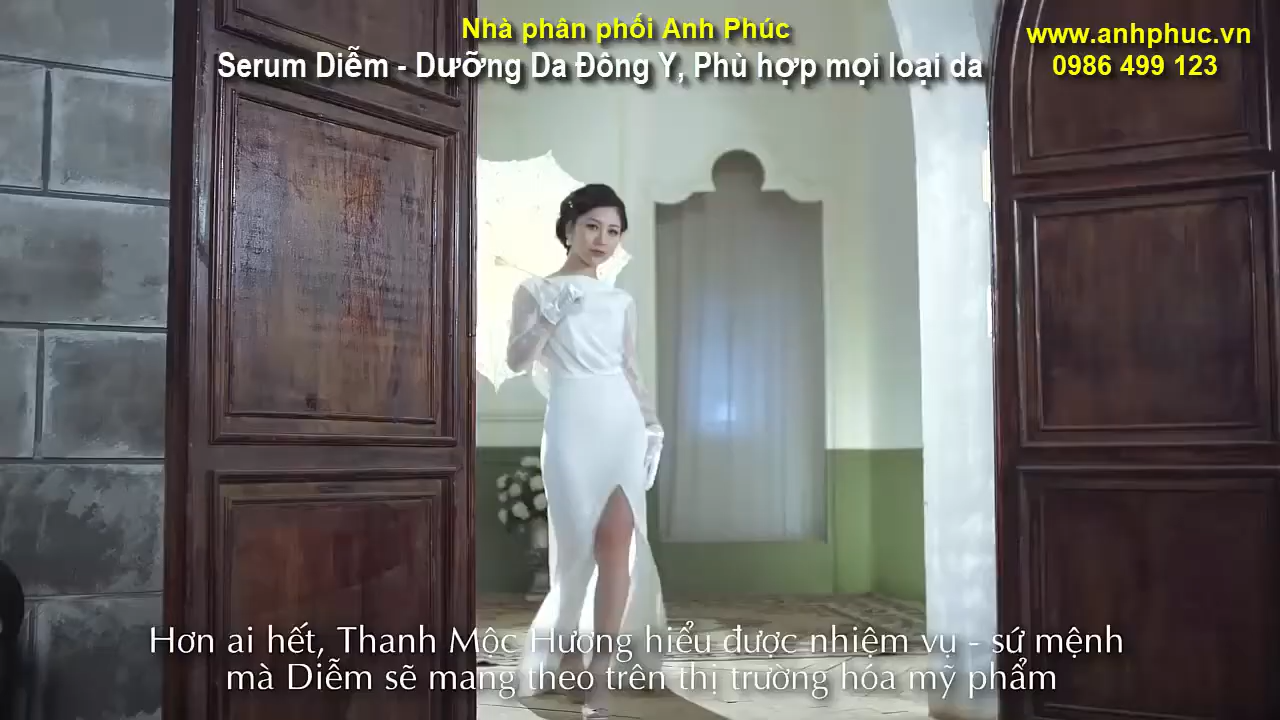 Nhà phân phối Anh Phúc
Serum Diễm - Dưỡng Da Đông Y, Phù hợp mọi loại da
www.anhphuc.vn
0986 499 123
Hơn ai hết, Thanh Mộc Hương hiểu được nhiệm vụ - sứ mệnh
mà Diễm sẽ mang theo trên thị trường hóa mỹ phẩm